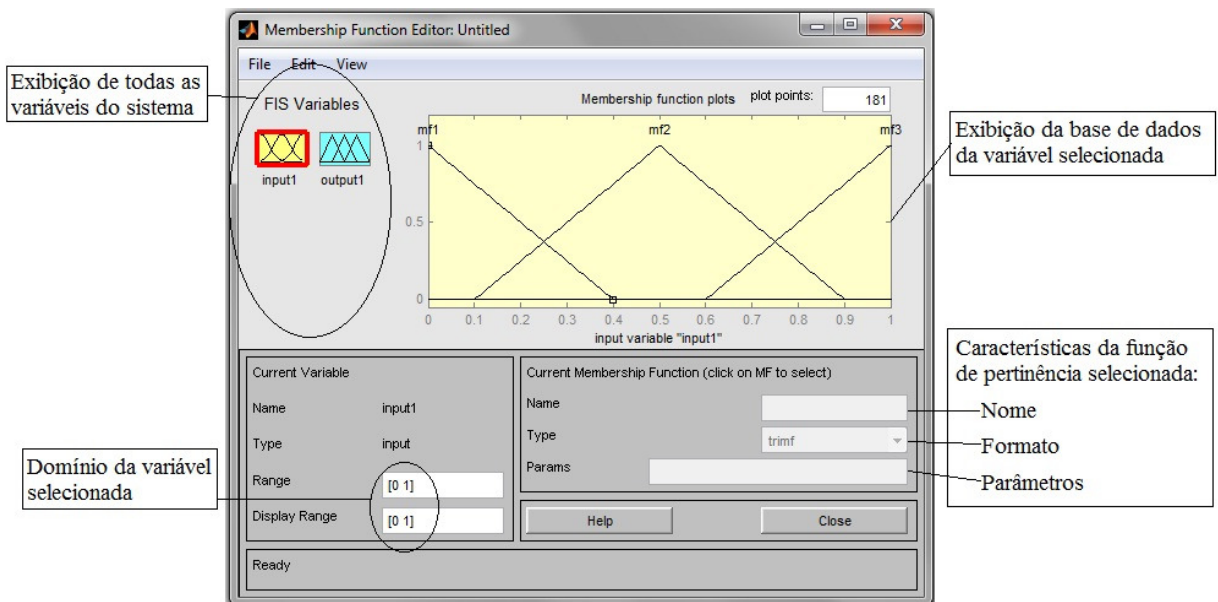 Membership Function Editor: Untitled
File Edit View
Exibição de todas as
variáveis do sistema
FIS Variables
input1 output1
Membership function plots plot points: 181
mf1 mf2 mf3
1
0.5
0
0 0.1 0.2 0.3 0.4 0.5 0.6 0.7 0.8 0.9 1
input variable "input1"
Exibição da base de dados
da variável selecionada
Current Variable
Name input1
Type input
Range [0 1]
Display Range [0 1]
Domínio da variável
selecionada
Current Membership Function (click on MF to select)
Name
Type trimf
Params
Help Close
Ready
Características da função
de pertinência selecionada:
Nome
Formato
Parâmetros